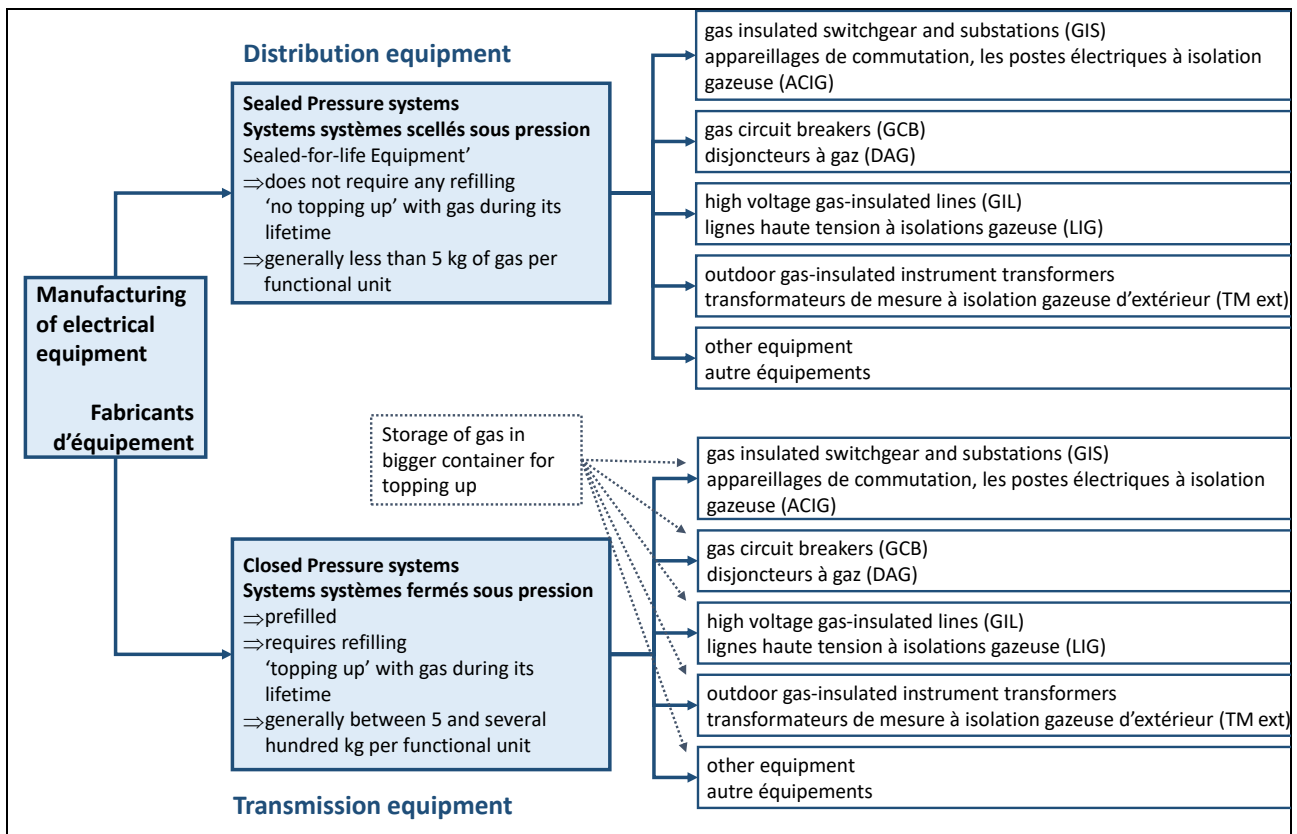 Distribution equipment
Sealed Pressure systems
Systems systèmes scellés sous pression
Sealed-for-life Equipment’
⇒does not require any refilling
‘no topping up’ with gas during its
lifetime
⇒generally less than 5 kg of gas per
functional unit
gas insulated switchgear and substations (GIS)
appareillages de commutation, les postes électriques à isolation
gazeuse (ACIG)
gas circuit breakers (GCB)
disjoncteurs à gaz (DAG)
high voltage gas-insulated lines (GIL)
lignes haute tension à isolations gazeuse (LIG)
outdoor gas-insulated instrument transformers
transformateurs de mesure à isolation gazeuse d’extérieur (TM ext)
other equipment
autre équipements
Manufacturing
of electrical
equipment
Fabricants
d’équipement
Storage of gas in
bigger container for
topping up
Closed Pressure systems
Systems systèmes fermés sous pression
⇒prefilled
⇒requires refilling
‘topping up’ with gas during its
lifetime
⇒generally between 5 and several
hundred kg per functional unit
Transmission equipment
gas insulated switchgear and substations (GIS)
appareillages de commutation, les postes électriques à isolation
gazeuse (ACIG)
gas circuit breakers (GCB)
disjoncteurs à gaz (DAG)
high voltage gas-insulated lines (GIL)
lignes haute tension à isolations gazeuse (LIG)
outdoor gas-insulated instrument transformers
transformateurs de mesure à isolation gazeuse d’extérieur (TM ext)
other equipment
autre équipements